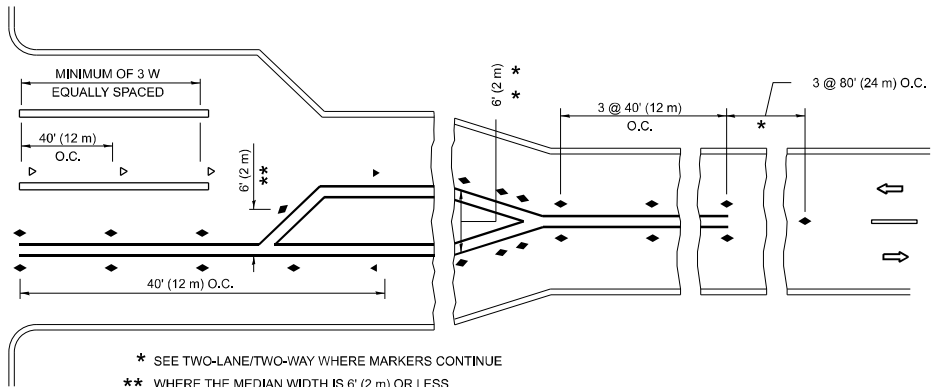 MINIMUM OF 3 W
EQUALLY SPACED
40' (12 m)
O.C.
6' (2 m)
**
40' (12 m) O.C.
6' (2 m)
* *
3 @ 40' (12 m)
O.C.
3 @ 80' (24 m) O.C.
*
* SEE TWO-LANE/TWO-WAY WHERE MARKERS CONTINUE
** WHERE THE MEDIAN WIDTH IS 6' (2 m) OR LESS